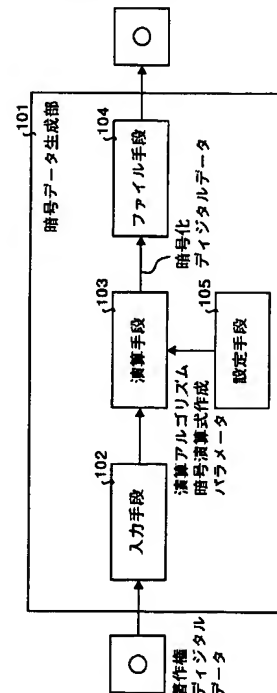 101
暗号データ生成部
102
入力手段
103
演算手段
104
ファイル手段
105
設定手段
著作権
ディジタル
データ
演算アルゴリズム
暗号演算式作成
パラメータ
暗号化
ディジタルデータ